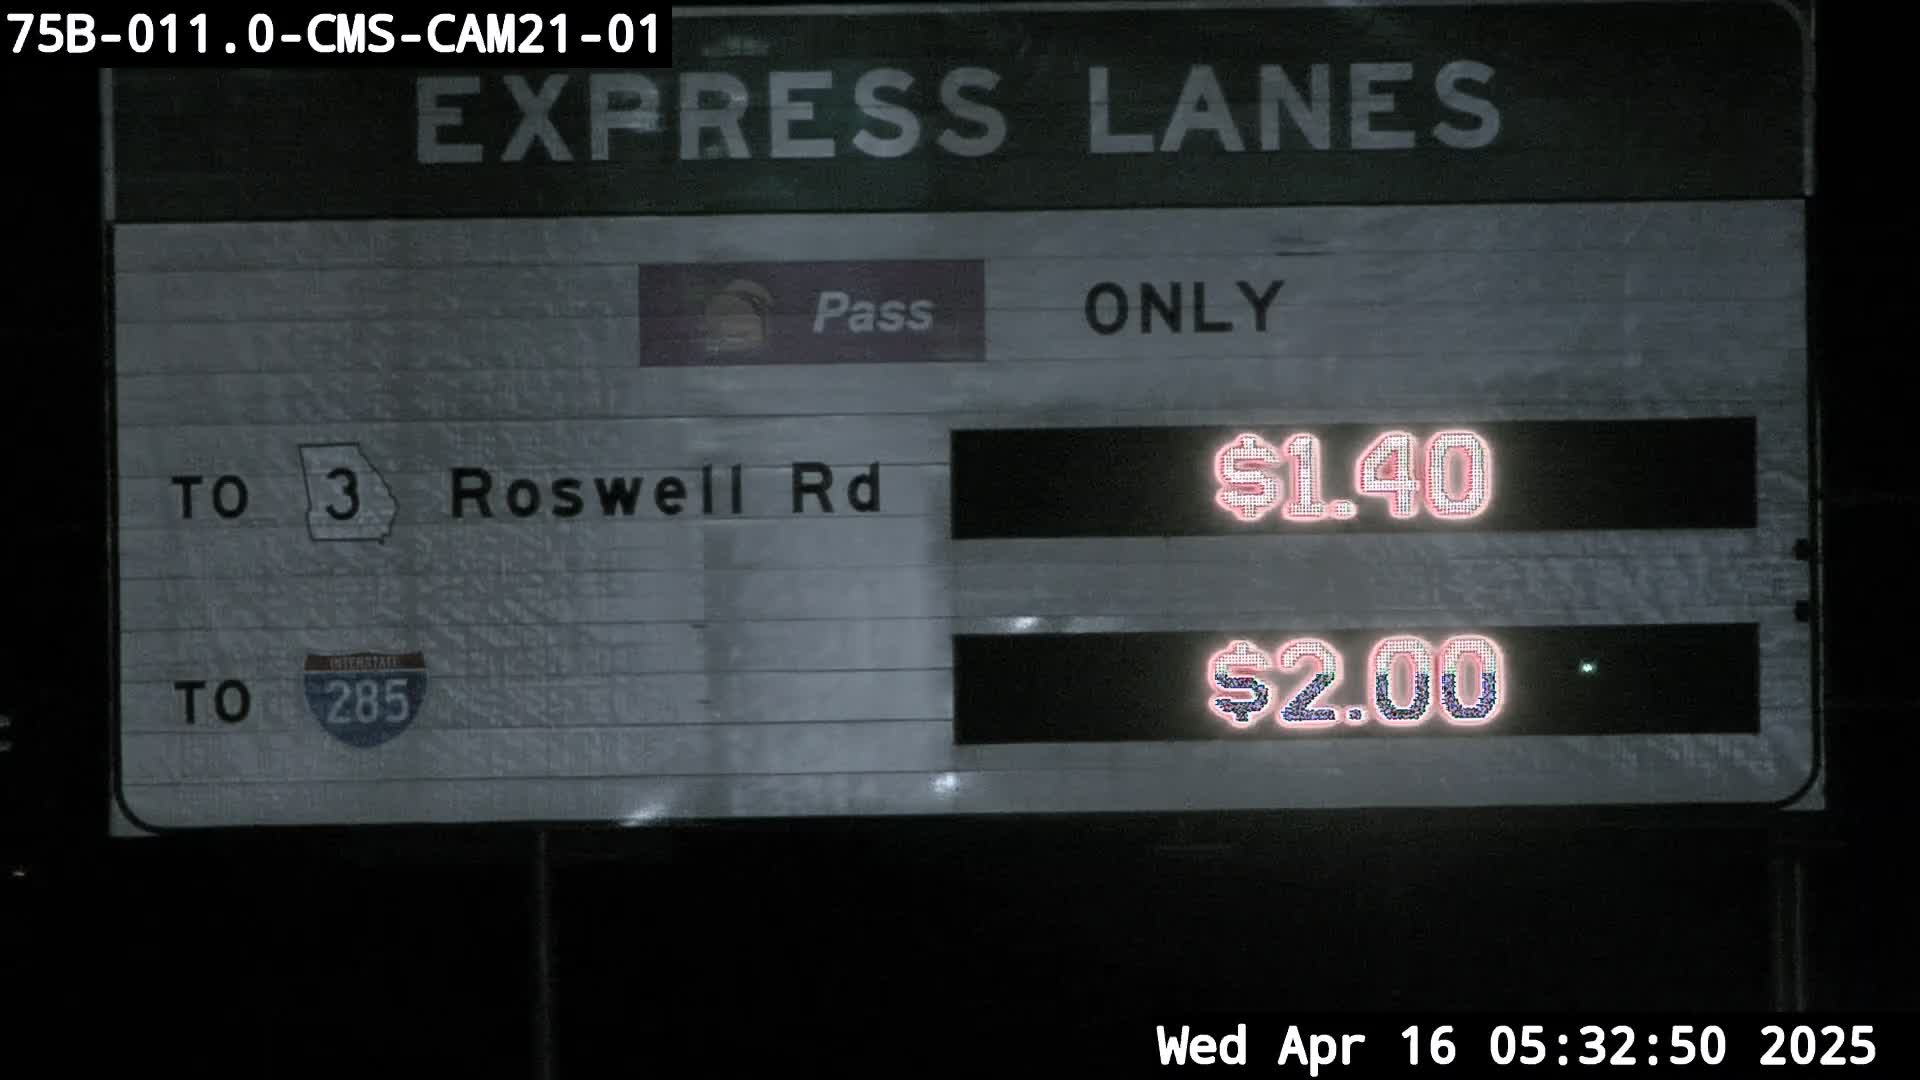 75B-011.0-CMS-CAM21-01
EXPRESS LANES
Pass ONLY
TO 3 Roswell Rd $1.40
TO INTERSTATE 285 $2.00
Wed Apr 16 05:32:50 2025